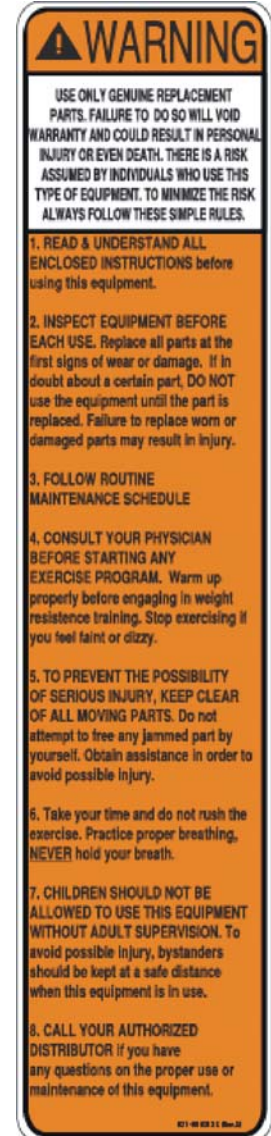 WARNING
USE ONLY GENUINE REPLACEMENT
PARTS. FAILURE TO DO SO WILL VOID
WARRANTY AND COULD RESULT IN PERSONAL
INJURY OR EVEN DEATH. THERE IS A RISK
ASSUMED BY INDIVIDUALS WHO USE THIS
TYPE OF EQUIPMENT. TO MINIMIZE THE RISK
ALWAYS FOLLOW THESE SIMPLE RULES.
1. READ & UNDERSTAND ALL
ENCLOSED INSTRUCTIONS before
using this equipment.
2. INSPECT EQUIPMENT BEFORE
EACH USE. Replace all parts at the
first signs of wear or damage. If in
doubt about a certain part, DO NOT
use the equipment until the part is
replaced. Failure to replace worn or
damaged parts may result in injury.
3. FOLLOW ROUTINE
MAINTENANCE SCHEDULE
4. CONSULT YOUR PHYSICIAN
BEFORE STARTING ANY
EXERCISE PROGRAM. Warm up
properly before engaging in weight
resistence training. Stop exercising if
you feel faint or dizzy.
5. TO PREVENT THE POSSIBILITY
OF SERIOUS INJURY, KEEP CLEAR
OF ALL MOVING PARTS. Do not
attempt to free any jammed part by
yourself. Obtain assistance in order to
avoid possible injury.
6. Take your time and do not rush the
exercise. Practice proper breathing,
NEVER hold your breath.
7. CHILDREN SHOULD NOT BE
ALLOWED TO USE THIS EQUIPMENT
WITHOUT ADULT SUPERVISION. To
avoid possible injury, bystanders
should be kept at a safe distance
when this equipment is in use.
8. CALL YOUR AUTHORIZED
DISTRIBUTOR if you have
any questions on the proper use or
maintenance of this equipment.